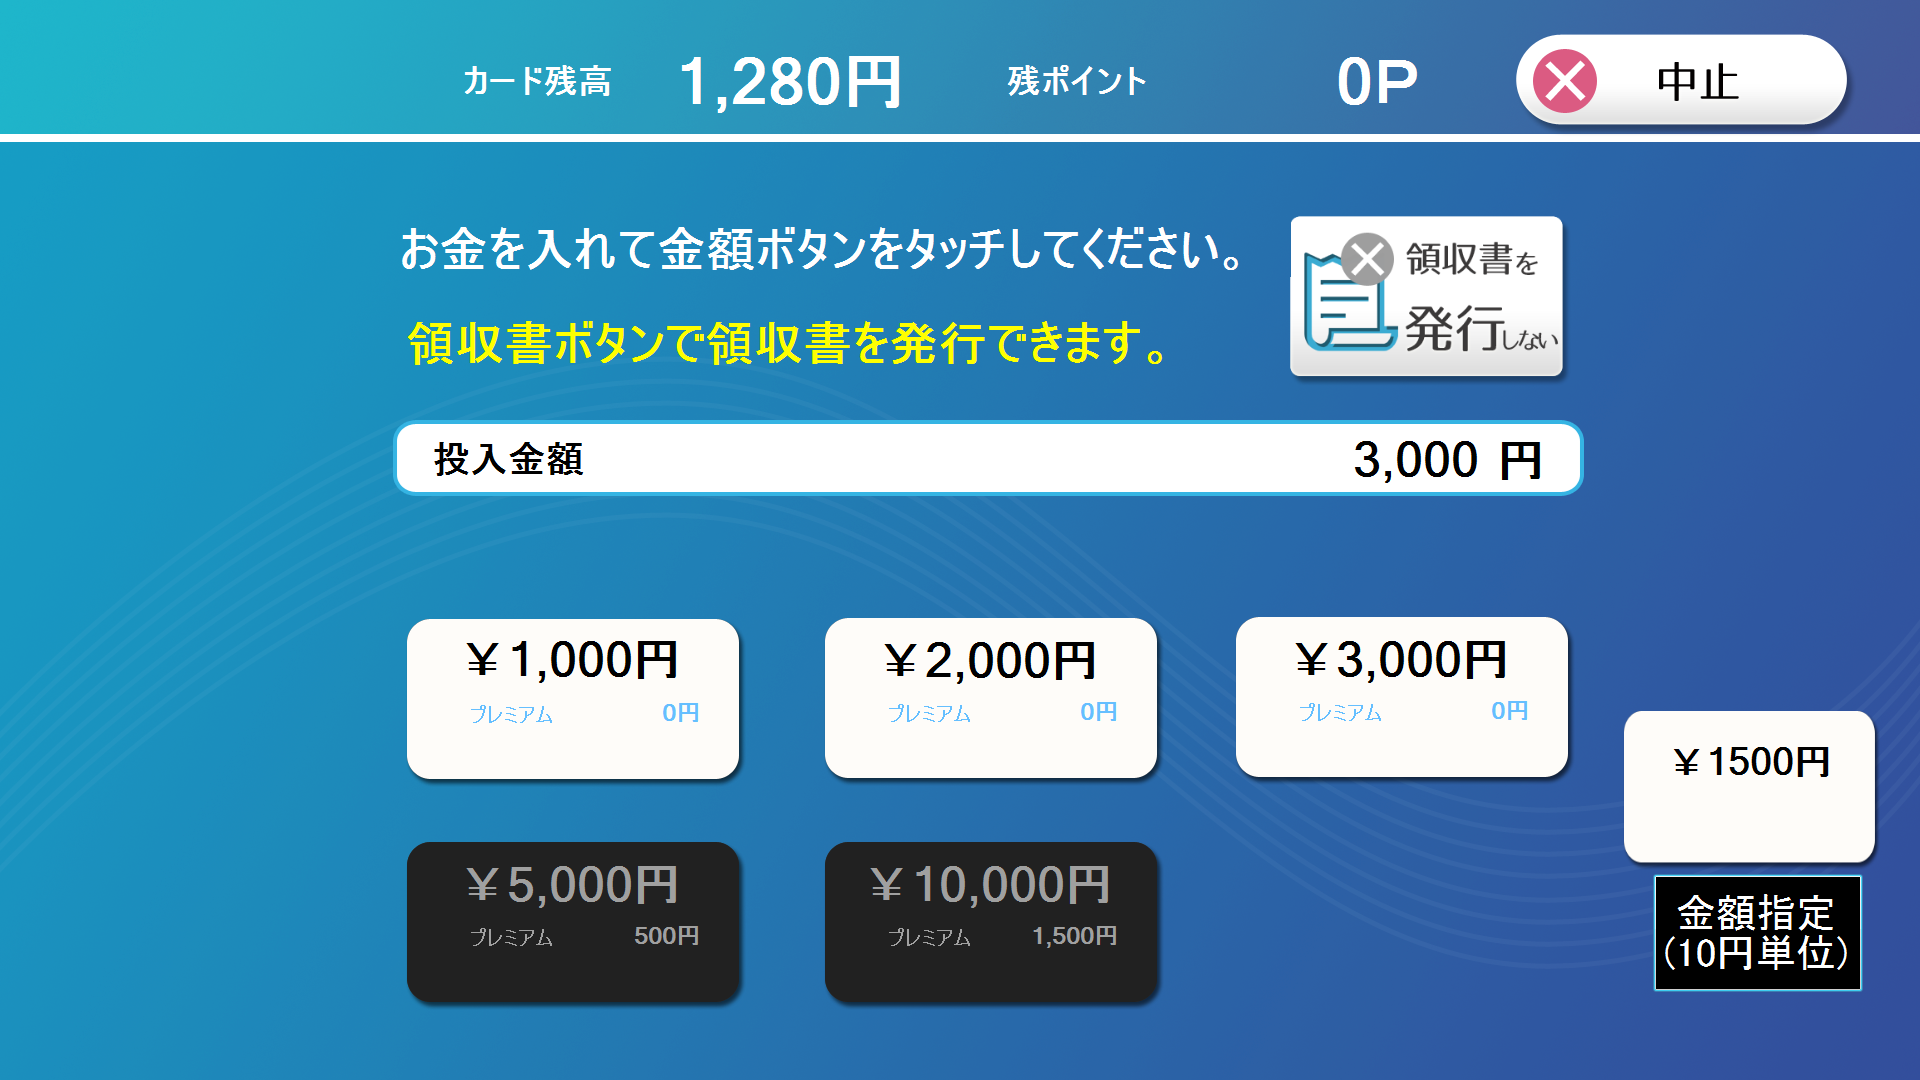 カード残高 1,280円 残ポイント 0P 中止
お金を入れて金額ボタンをタッチしてください。
領収書ボタンで領収書を発行できます。
領収書を
発行しない
投入金額 3,000 円
￥1,000円
プレミアム 0円
￥2,000円
プレミアム 0円
￥3,000円
プレミアム 0円
￥1500円
￥5,000円
プレミアム 500円
￥10,000円
プレミアム 1,500円
金額指定
(10円単位)